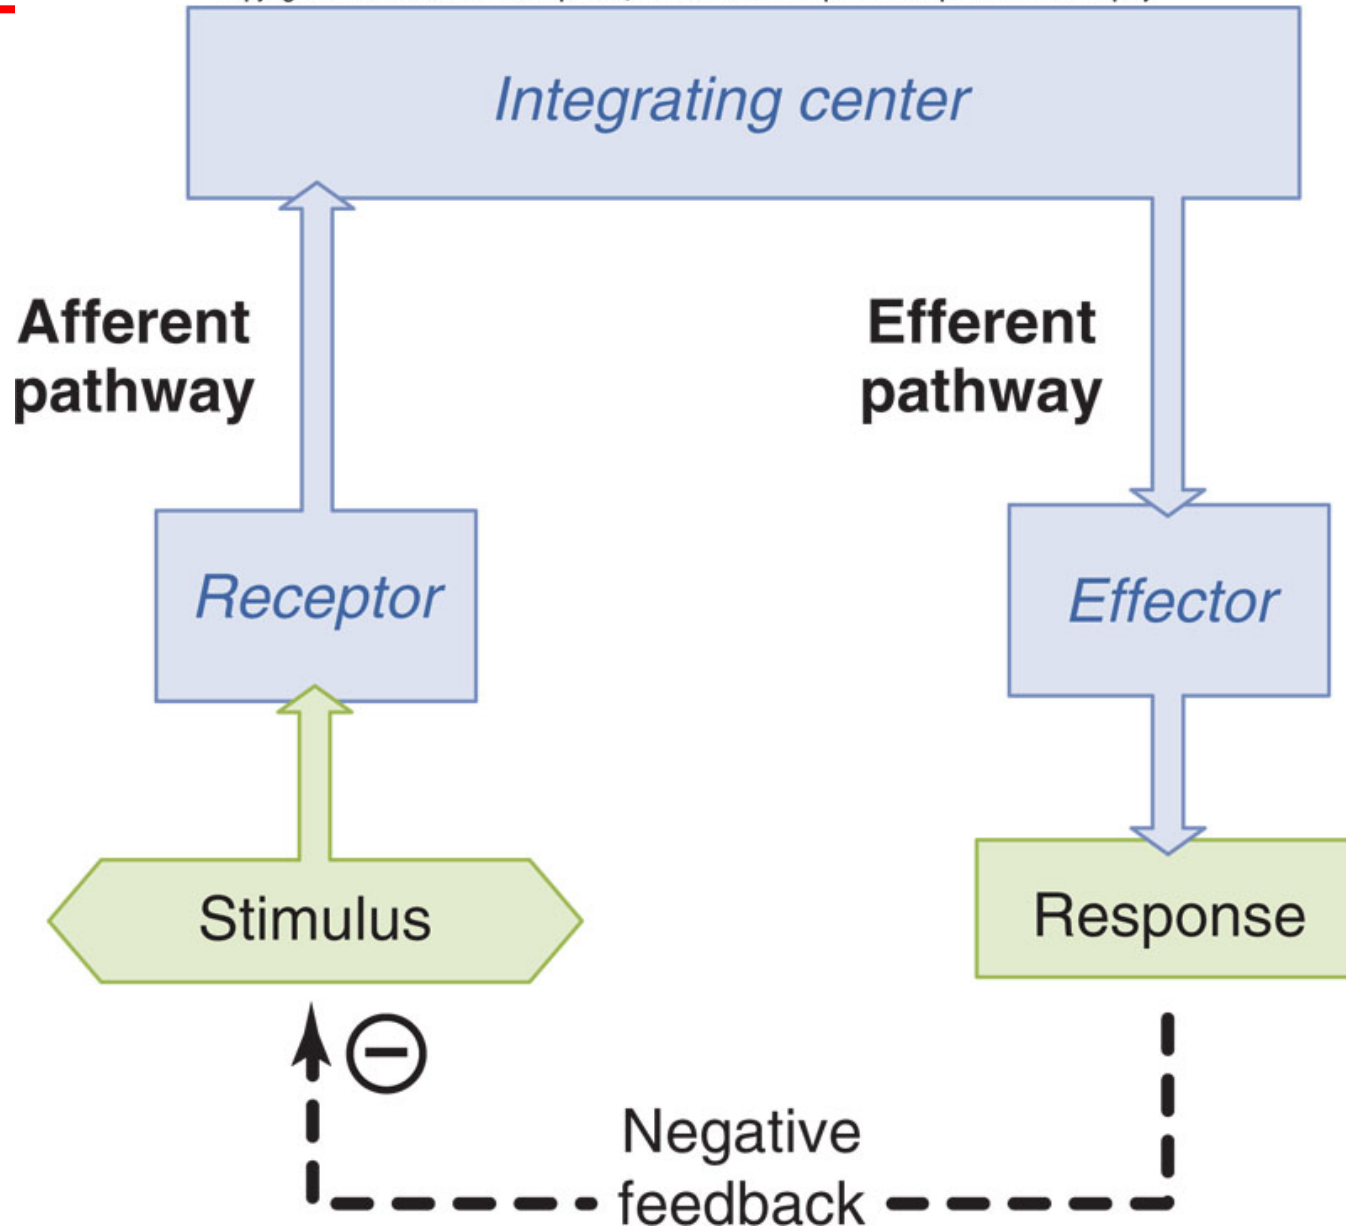 Integrating center
Afferent
pathway
Efferent
pathway
Receptor
Effector
Stimulus
Response
Negative
feedback